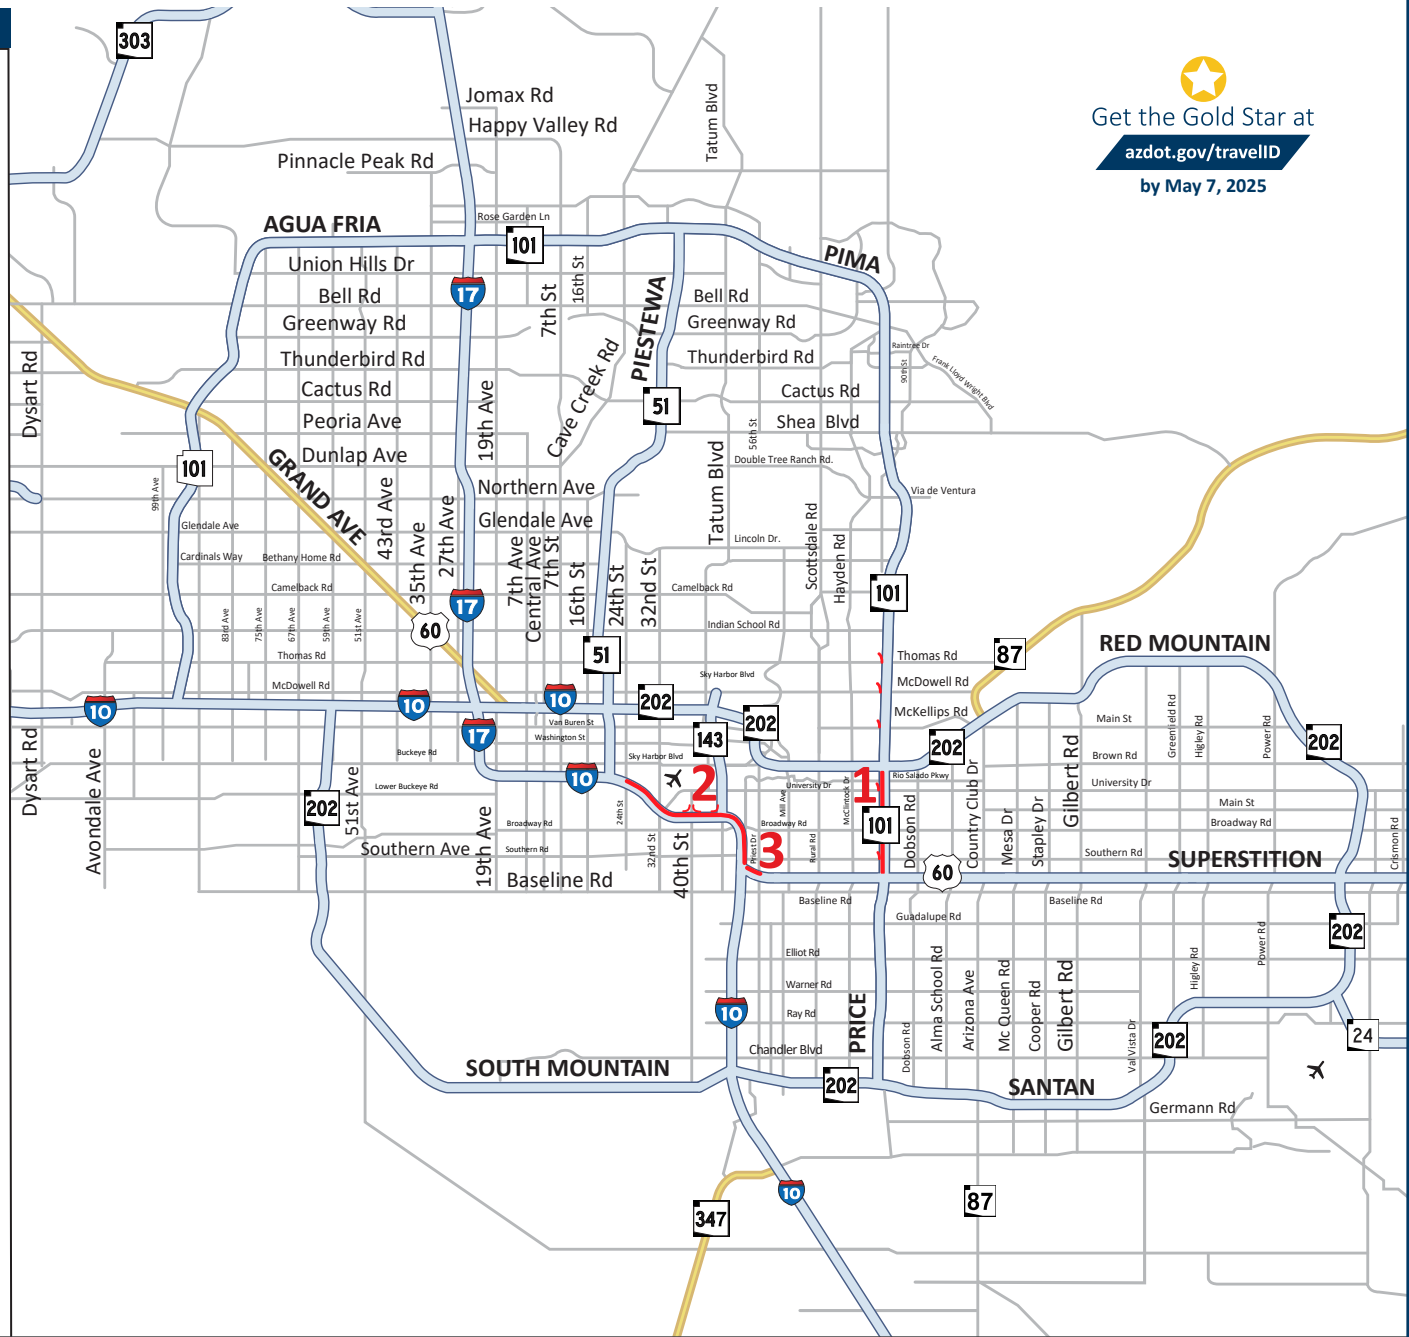 303
Jomax Rd
Happy Valley Rd
Pinnacle Peak Rd
Tatum Blvd
Get the Gold Star at
azdot.gov/travelID
by May 7, 2025
AGUA FRIA
Rose Garden Ln
101
PIMA
Union Hills Dr
17
16th St
7th St
Bell Rd
Greenway Rd
Thunderbird Rd
Cactus Rd
Peoria Ave
Dunlap Ave
PIESTEWA
Bell Rd
Greenway Rd
Thunderbird Rd
Cactus Rd
Shea Blvd
Raintree Dr
90th St
Frank Lloyd Wright Blvd
Dysart Rd
19th Ave
Cave Creek Rd
51
56th St
Double Tree Ranch Rd.
Tatum Blvd
101
GRAND AVE
99th Ave
Northern Ave
Glendale Ave
Via de Ventura
Glendale Ave
Cardinals Way
Bethany Home Rd
Camelback Rd
43rd Ave
35th Ave
27th Ave
7th Ave
Central Ave
7th St
16th St
24th St
32nd St
Lincoln Dr.
Scottsdale Rd
Hayden Rd
Camelback Rd
101
17
60
83rd Ave
75th Ave
67th Ave
59th Ave
51st Ave
Indian School Rd
Thomas Rd
McDowell Rd
51
Thomas Rd
McDowell Rd
McKellips Rd
87
RED MOUNTAIN
Sky Harbor Blvd
10
10
10
202
202
202
202
17
Van Buren St
Washington St
143
Main St
Brown Rd
University Dr
Greenfield Rd
Higley Rd
Power Rd
Gilbert Rd
Dysart Rd
Avondale Ave
Buckeye Rd
Lower Buckeye Rd
Sky Harbor Blvd
10
2
1
Rio Salado Pkwy
University Dr
Mill Ave
McClintock Dr
202
51st Ave
24th St
Broadway Rd
Broadway Rd
101
Dobson Rd
Country Club Dr
Mesa Dr
Stapley Dr
Main St
Broadway Rd
Crismon Rd
Southern Ave
19th Ave
Southern Rd
32nd St
40th St
3
Priest Dr
Rural Rd
Southern Rd
SUPERSTITION
60
Baseline Rd
Baseline Rd
Guadalupe Rd
Baseline Rd
202
Elliot Rd
Warner Rd
Ray Rd
Chandler Blvd
PRICE
Dobson Rd
Alma School Rd
Arizona Ave
Mc Queen Rd
Cooper Rd
Gilbert Rd
Val Vista Dr
Higley Rd
Power Rd
10
202
24
SOUTH MOUNTAIN
202
SANTAN
Germann Rd
10
347
87